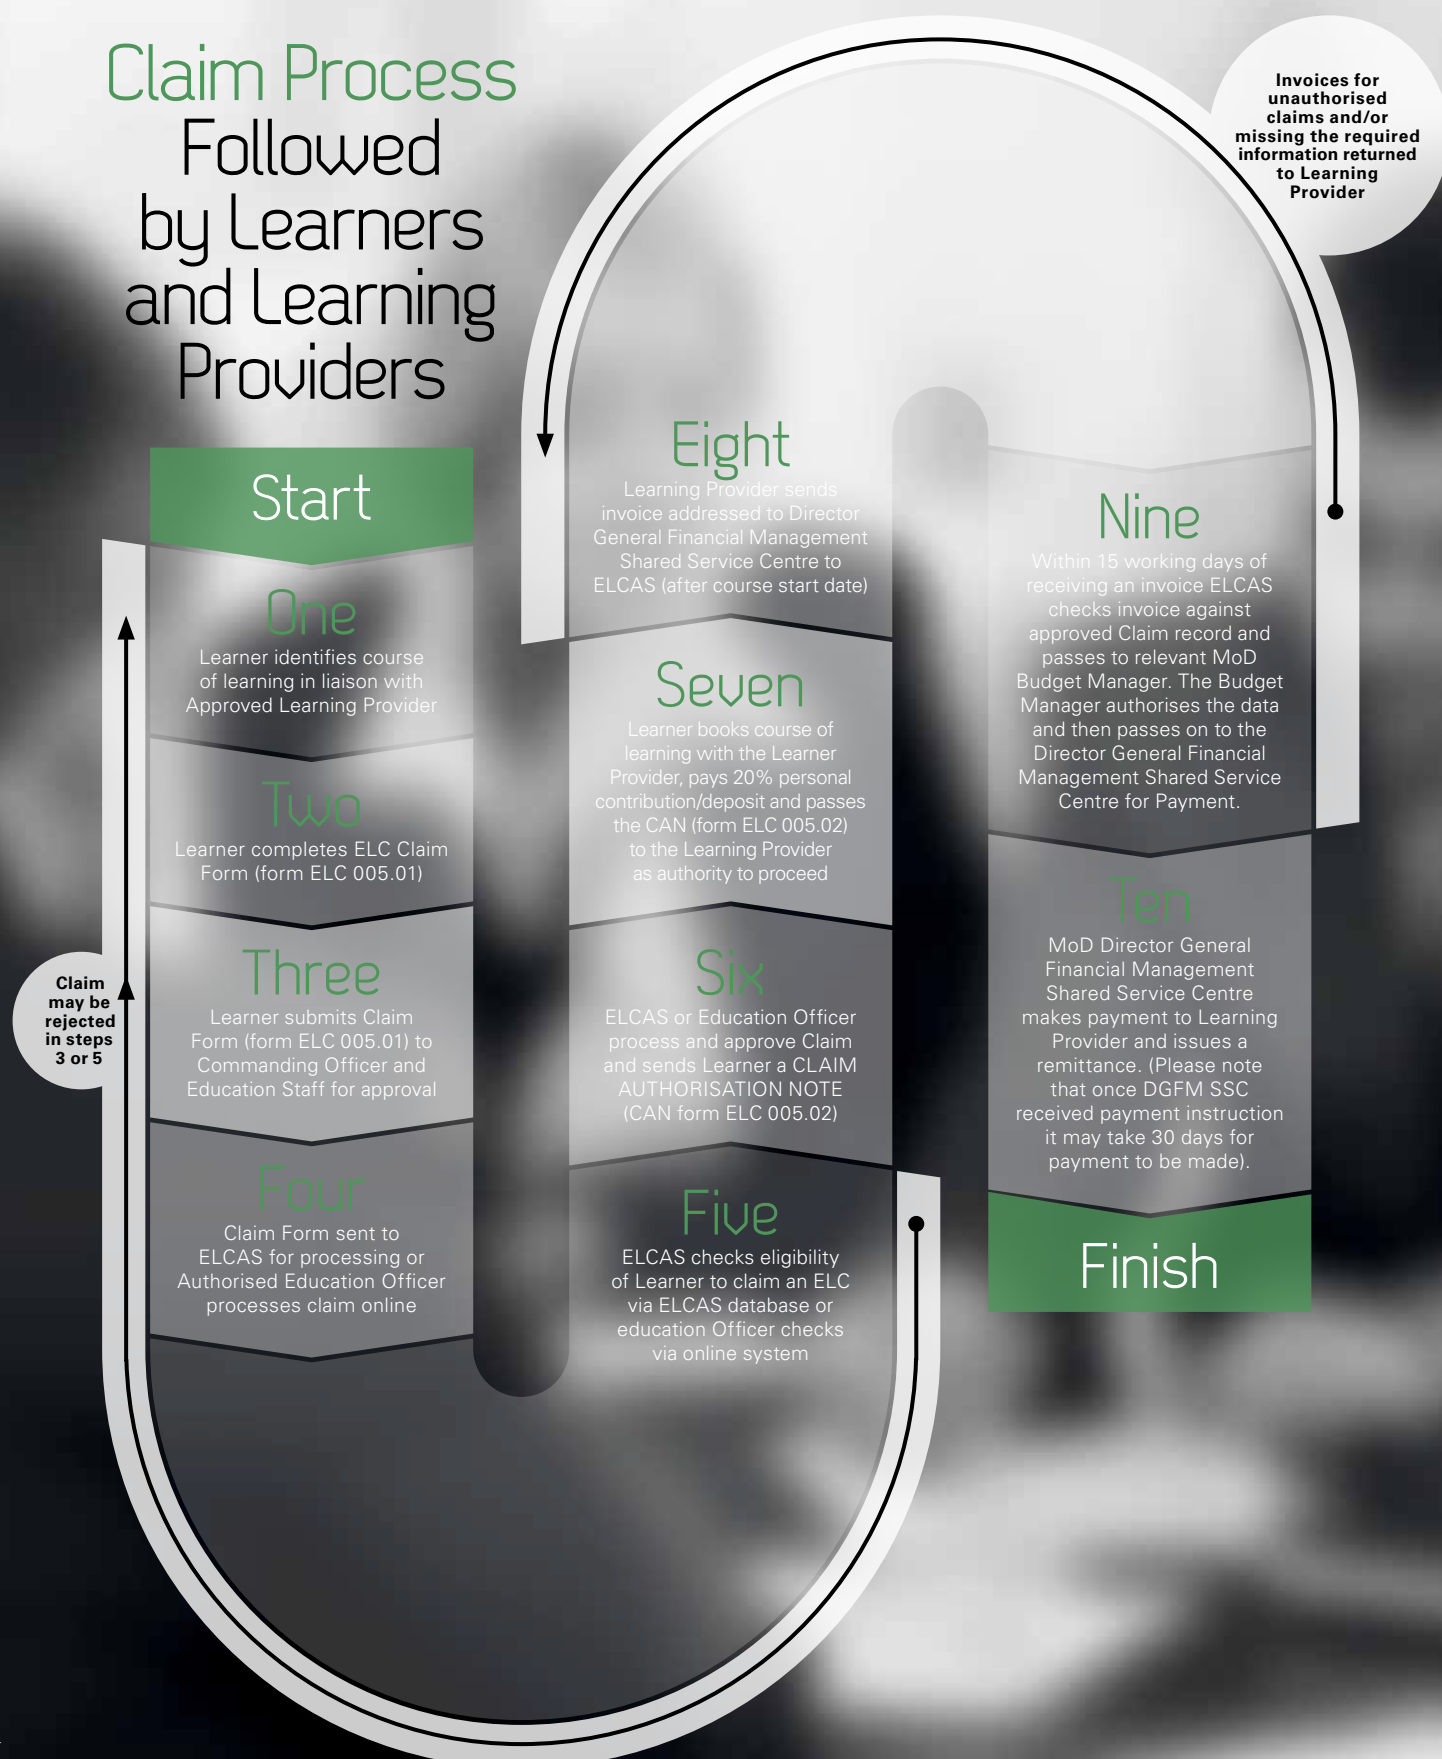 Claim Process
Followed
by Learners
and Learning
Providers
Start
One
Learner identifies course
of learning in liaison with
Approved Learning Provider
Two
Learner completes ELC Claim
Form (form ELC 005.01)
Three
Learner submits Claim
Form (form ELC 005.01) to
Commanding Officer and
Education Staff for approval
Four
Claim Form sent to
ELCAS for processing or
Authorised Education Officer
processes claim online
Claim
may be
rejected
in steps
3 or 5
Five
ELCAS checks eligibility
of Learner to claim an ELC
via ELCAS database or
education Officer checks
via online system
Six
ELCAS or Education Officer
process and approve Claim
and sends Learner a CLAIM
AUTHORISATION NOTE
(CAN form ELC 005.02)
Seven
Learner books course of
learning with the Learner
Provider, pays 20% personal
contribution/deposit and passes
the CAN (form ELC 005.02)
to the Learning Provider
as authority to proceed
Eight
Learning Provider sends
invoice addressed to Director
General Financial Management
Shared Service Centre to
ELCAS (after course start date)
Invoices for
unauthorised
claims and/or
missing the required
information returned
to Learning
Provider
Nine
Within 15 working days of
receiving an invoice ELCAS
checks invoice against
approved Claim record and
passes to relevant MoD
Budget Manager. The Budget
Manager authorises the data
and then passes on to the
Director General Financial
Management Shared Service
Centre for Payment.
Ten
MoD Director General
Financial Management
Shared Service Centre
makes payment to Learning
Provider and issues a
remittance. (Please note
that once DGFM SSC
received payment instruction
it may take 30 days for
payment to be made).
Finish